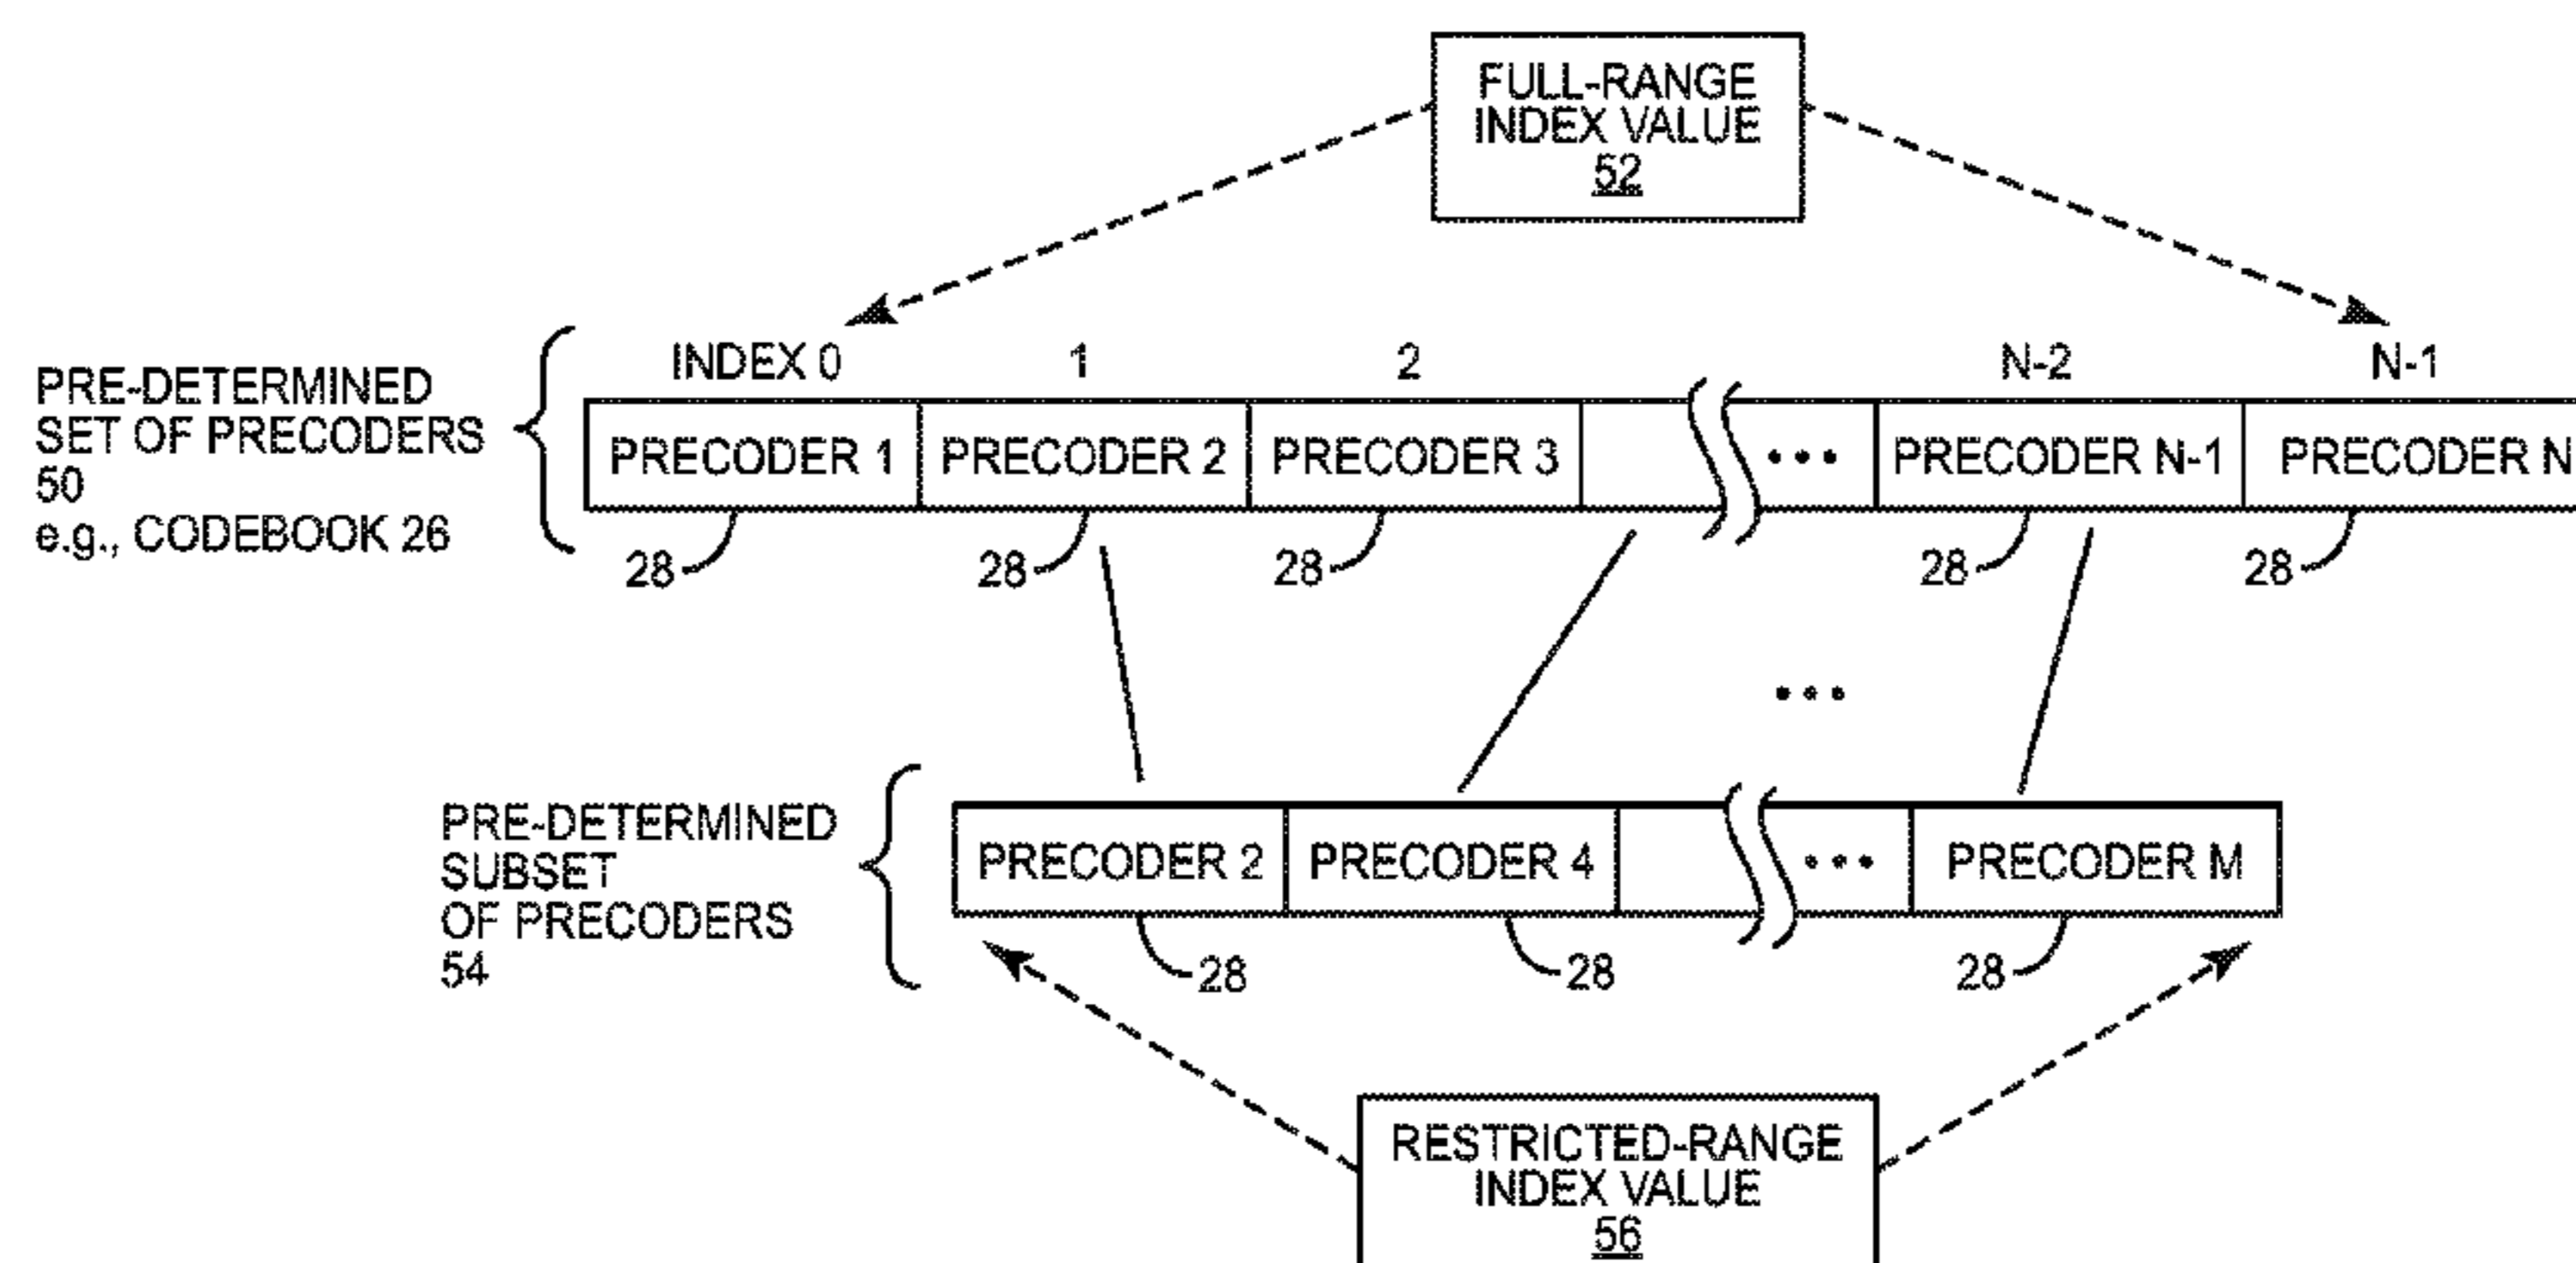 FULL-RANGE
INDEX VALUE
52
INDEX 0 1 2 N-2 N-1
PRE-DETERMINED
SET OF PRECODERS
50
e.g., CODEBOOK 26
PRECODER 1 PRECODER 2 PRECODER 3 ••• PRECODER N-1 PRECODER N
28 28 28 28 28
•••
PRE-DETERMINED
SUBSET
OF PRECODERS
54
PRECODER 2 PRECODER 4 ••• PRECODER M
28 28 28
RESTRICTED-RANGE
INDEX VALUE
56